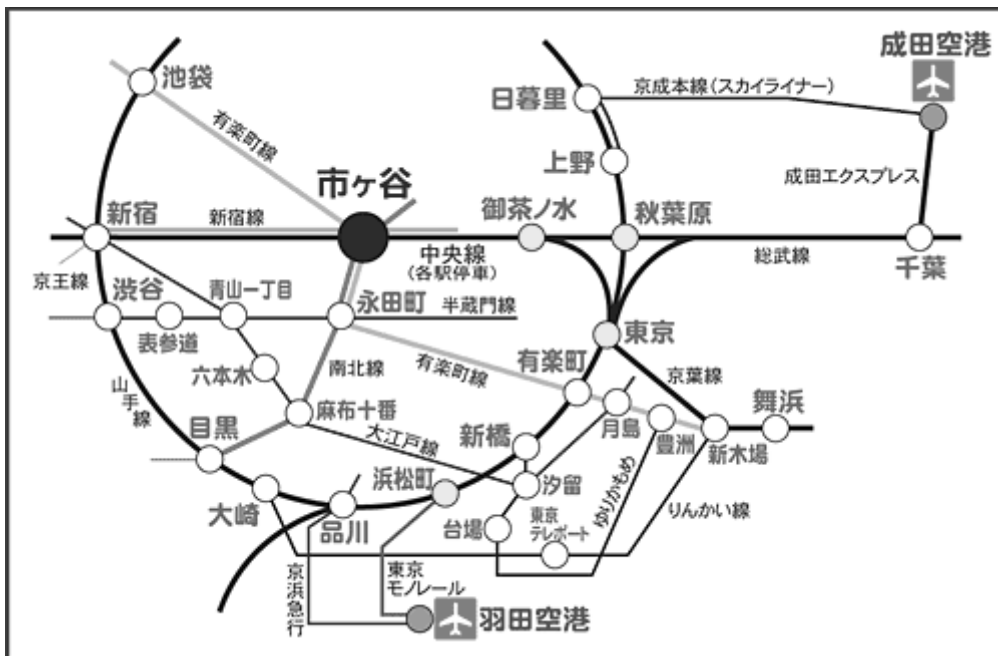 成田空港
池袋
日暮里
京成本線(スカイライナー)
有楽町線
上野
成田エクスプレス
市ヶ谷
御茶ノ水
秋葉原
新宿
新宿線
中央線
(各駅停車)
総武線
千葉
京王線
渋谷
青山一丁目
永田町
半蔵門線
表参道
東京
六本木
南北線
有楽町線
有楽町
京葉線
舞浜
山手線
麻布十番
目黒
大江戸線
新橋
月島
豊洲
新木場
浜松町
汐留
ゆりかもめ
りんかい線
大崎
品川
台場
東京
テレポート
京浜急行
東京
モノレール
羽田空港